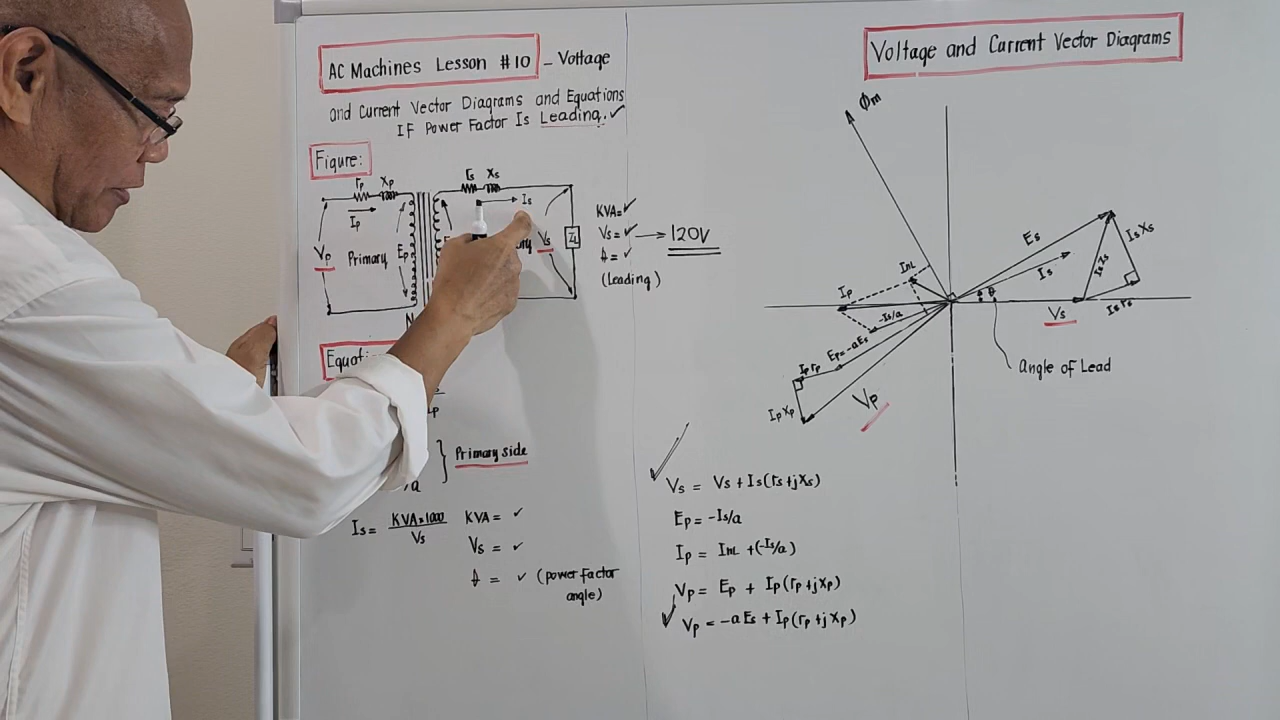 AC Machines Lesson #10 - Voltage
and Current Vector Diagrams and Equations
IF Power Factor Is Leading. ✓
Figure:
rp Xp
Ip
Vp
Primary
Ep
rs Xs
Is
Vs
ZL
KVA= ✓
Vs = ✓ → 120V
θ = ✓
(leading)
} Primary side
Is = KVA×1000 / Vs
KVA = ✓
Vs = ✓
θ = ✓ (power factor
angle)
Voltage and Current Vector Diagrams
Φm
Es
IsXs
Is
IsZs
INL
Ip
-Is/a
θ
Vs
Isrs
Ep=-aEs
Iprp
IpXp
Vp
Angle of Lead
Vs = Vs + Is(rs+jXs)
Ep = -Is/a
Ip = INL +(-Is/a)
Vp = Ep + Ip(rp+jXp)
✓ Vp = -aEs + Ip(rp+jXp)